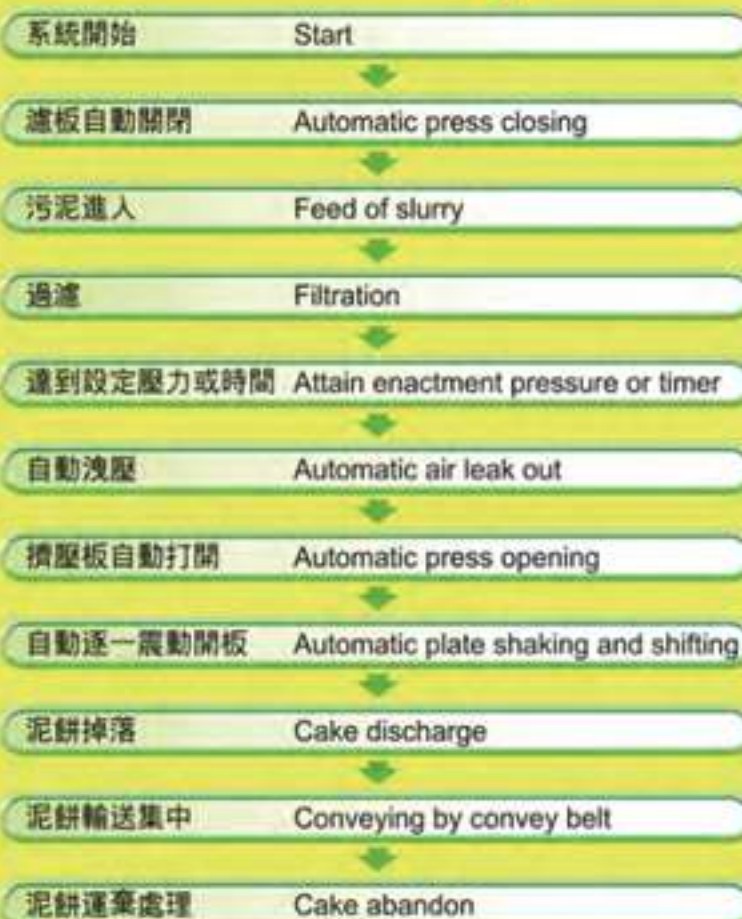 系統開始 Start
濾板自動關閉 Automatic press closing
污泥進入 Feed of slurry
過濾 Filtration
達到設定壓力或時間 Attain enactment pressure or timer
自動洩壓 Automatic air leak out
擠壓板自動打開 Automatic press opening
自動逐一震動開板 Automatic plate shaking and shifting
泥餅掉落 Cake discharge
泥餅輸送集中 Conveying by convey belt
泥餅運棄處理 Cake abandon